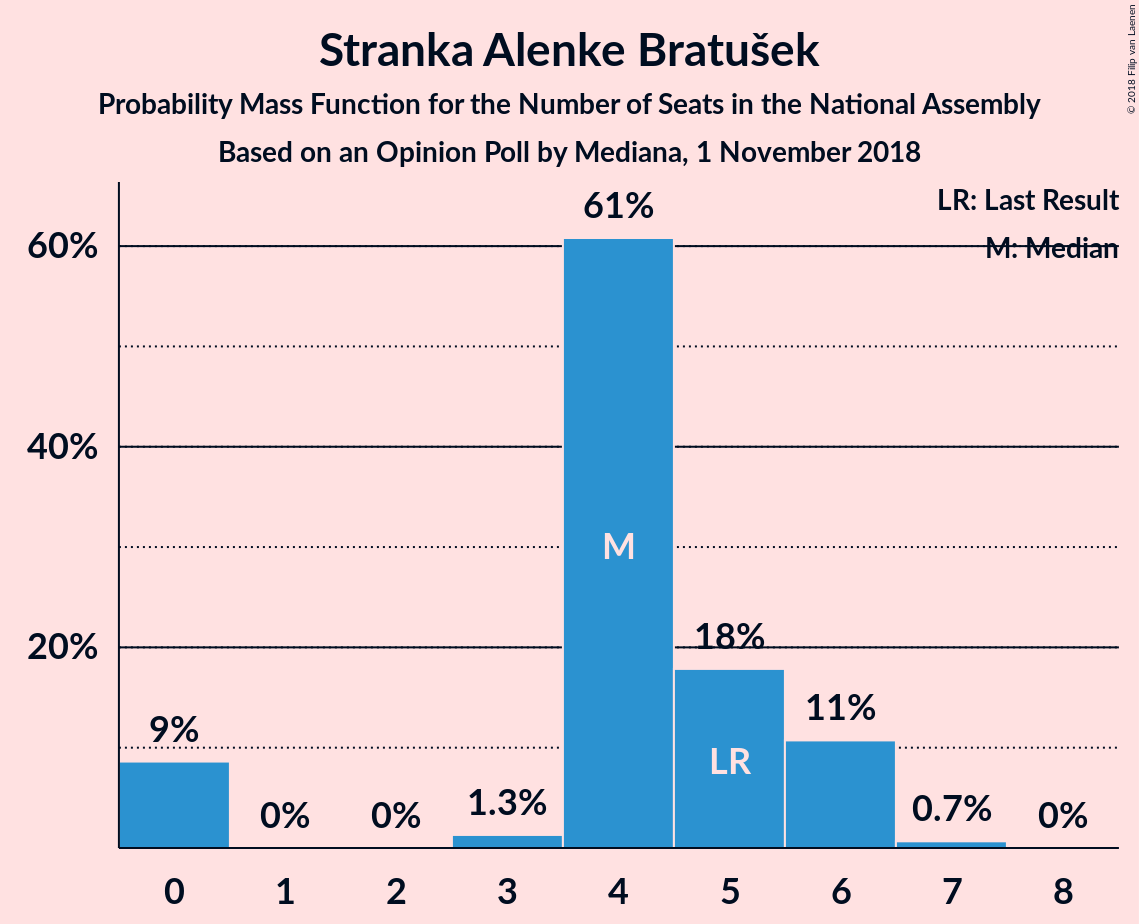 Stranka Alenke Bratušek
Probability Mass Function for the Number of Seats in the National Assembly
Based on an Opinion Poll by Mediana, 1 November 2018
© 2018 Filip van Laenen
LR: Last Result
M: Median
60%
40%
20%
9%
0%
0%
1.3%
61%
18%
11%
0.7%
0%
M
LR
0 1 2 3 4 5 6 7 8